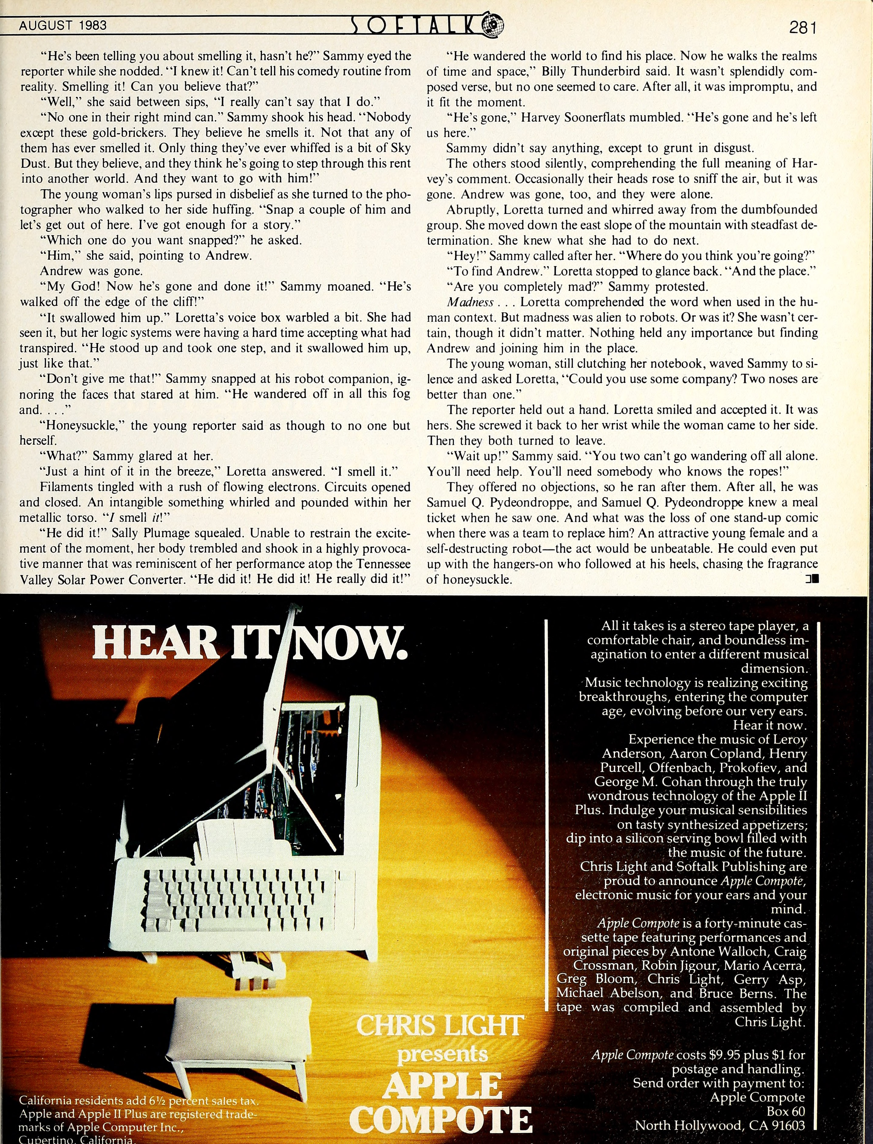 AUGUST 1983
SOFTALK
281
“He’s been telling you about smelling it, hasn’t he?” Sammy eyed the
reporter while she nodded. “I knew it! Can’t tell his comedy routine from
reality. Smelling it! Can you believe that?”
“Well,” she said between sips, “I really can’t say that I do.”
“No one in their right mind can.” Sammy shook his head. “Nobody
except these gold-brickers. They believe he smells it. Not that any of
them has ever smelled it. Only thing they’ve ever whiffed is a bit of Sky
Dust. But they believe, and they think he’s going to step through this rent
into another world. And they want to go with him!”
The young woman’s lips pursed in disbelief as she turned to the pho-
tographer who walked to her side huffing. “Snap a couple of him and
let’s get out of here. I’ve got enough for a story.”
“Which one do you want snapped?” he asked.
“Him,” she said, pointing to Andrew.
Andrew was gone.
“My God! Now he’s gone and done it!” Sammy moaned. “He’s
walked off the edge of the cliff!”
“It swallowed him up.” Loretta’s voice box warbled a bit. She had
seen it, but her logic systems were having a hard time accepting what had
transpired. “He stood up and took one step, and it swallowed him up,
just like that.”
“Don’t give me that!” Sammy snapped at his robot companion, ig-
noring the faces that stared at him. “He wandered off in all this fog
and. . . .”
“Honeysuckle,” the young reporter said as though to no one but
herself.
“What?” Sammy glared at her.
“Just a hint of it in the breeze,” Loretta answered. “I smell it.”
Filaments tingled with a rush of flowing electrons. Circuits opened
and closed. An intangible something whirled and pounded within her
metallic torso. “I smell it!”
“He did it!” Sally Plumage squealed. Unable to restrain the excite-
ment of the moment, her body trembled and shook in a highly provoca-
tive manner that was reminiscent of her performance atop the Tennessee
Valley Solar Power Converter. “He did it! He did it! He really did it!”
“He wandered the world to find his place. Now he walks the realms
of time and space,” Billy Thunderbird said. It wasn’t splendidly com-
posed verse, but no one seemed to care. After all, it was impromptu, and
it fit the moment.
“He’s gone,” Harvey Soonerflats mumbled. “He’s gone and he’s left
us here.”
Sammy didn’t say anything, except to grunt in disgust.
The others stood silently, comprehending the full meaning of Har-
vey’s comment. Occasionally their heads rose to sniff the air, but it was
gone. Andrew was gone, too, and they were alone.
Abruptly, Loretta turned and whirred away from the dumbfounded
group. She moved down the east slope of the mountain with steadfast de-
termination. She knew what she had to do next.
“Hey!” Sammy called after her. “Where do you think you’re going?”
“To find Andrew.” Loretta stopped to glance back. “And the place.”
“Are you completely mad?” Sammy protested.
Madness . . . Loretta comprehended the word when used in the hu-
man context. But madness was alien to robots. Or was it? She wasn’t cer-
tain, though it didn’t matter. Nothing held any importance but finding
Andrew and joining him in the place.
The young woman, still clutching her notebook, waved Sammy to si-
lence and asked Loretta, “Could you use some company? Two noses are
better than one.”
The reporter held out a hand. Loretta smiled and accepted it. It was
hers. She screwed it back to her wrist while the woman came to her side.
Then they both turned to leave.
“Wait up!” Sammy said. “You two can’t go wandering off all alone.
You’ll need help. You’ll need somebody who knows the ropes!”
They offered no objections, so he ran after them. After all, he was
Samuel Q. Pydeondroppe, and Samuel Q. Pydeondroppe knew a meal
ticket when he saw one. And what was the loss of one stand-up comic
when there was a team to replace him? An attractive young female and a
self-destructing robot—the act would be unbeatable. He could even put
up with the hangers-on who followed at his heels, chasing the fragrance
of honeysuckle.
HEAR IT NOW.
CHRIS LIGHT
presents
APPLE
COMPOTE
California residents add 6½ percent sales tax.
Apple and Apple II Plus are registered trade-
marks of Apple Computer Inc.,
Cupertino, California.
All it takes is a stereo tape player, a
comfortable chair, and boundless im-
agination to enter a different musical
dimension.
Music technology is realizing exciting
breakthroughs, entering the computer
age, evolving before our very ears.
Hear it now.
Experience the music of Leroy
Anderson, Aaron Copland, Henry
Purcell, Offenbach, Prokofiev, and
George M. Cohan through the truly
wondrous technology of the Apple II
Plus. Indulge your musical sensibilities
on tasty synthesized appetizers;
dip into a silicon serving bowl filled with
the music of the future.
Chris Light and Softalk Publishing are
proud to announce Apple Compote,
electronic music for your ears and your
mind.
Apple Compote is a forty-minute cas-
sette tape featuring performances and
original pieces by Antone Walloch, Craig
Crossman, Robin Jigour, Mario Acerra,
Greg Bloom, Chris Light, Gerry Asp,
Michael Abelson, and Bruce Berns. The
tape was compiled and assembled by
Chris Light.
Apple Compote costs $9.95 plus $1 for
postage and handling.
Send order with payment to:
Apple Compote
Box 60
North Hollywood, CA 91603